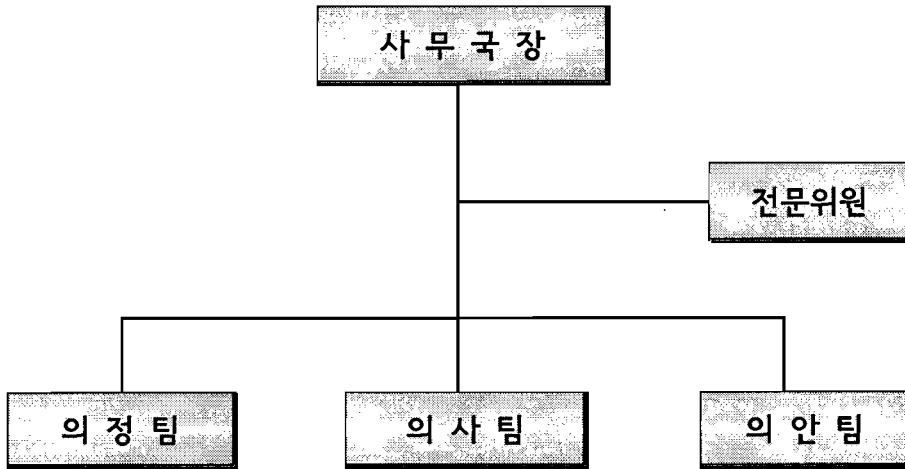 사 무 국 장
전문위원
의 정 팀
의 사 팀
의 안 팀